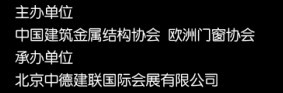 主办单位
中国建筑金属结构协会 欧洲门窗协会
承办单位
北京中德建联国际会展有限公司